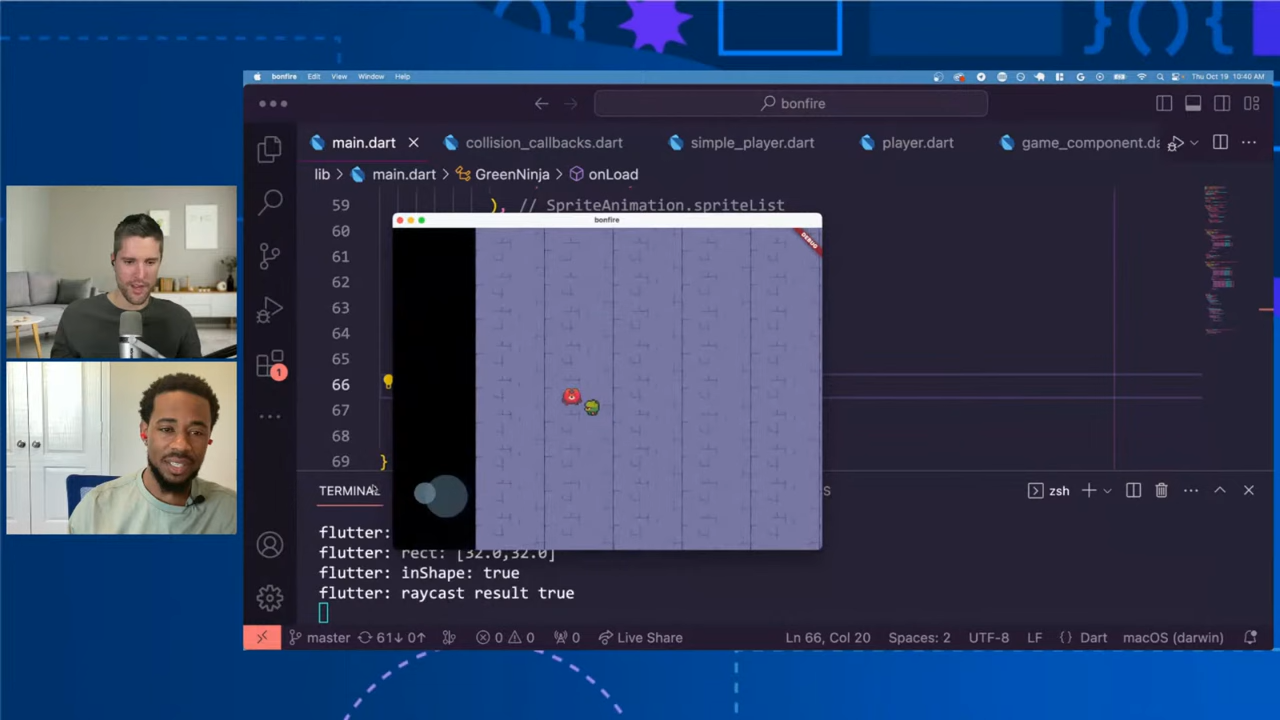 bonfire Edit View Window Help Thu Oct 19 10:40 AM
bonfire
main.dart collision_callbacks.dart simple_player.dart player.dart game_component.da
lib > main.dart > GreenNinja > onLoad
59 ), // SpriteAnimation.spriteList
bonfire
60
DEBUG
61
62
63
64
65
66
67
68
69 }
TERMINAL S
zsh
flutter:
flutter: rect: [32.0,32.0]
flutter: inShape: true
flutter: raycast result true
1
master 61↓ 0↑ 0 0 0 Live Share Ln 66, Col 20 Spaces: 2 UTF-8 LF {} Dart macOS (darwin)